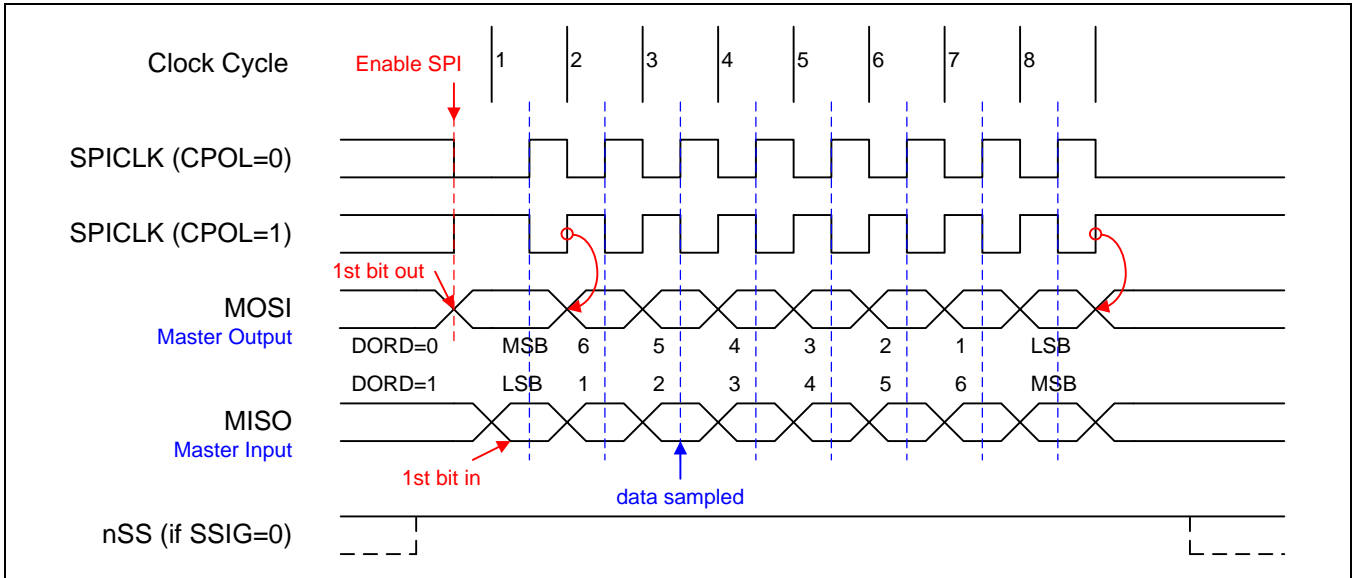 Clock Cycle
Enable SPI
1 2 3 4 5 6 7 8
SPICLK (CPOL=0)
SPICLK (CPOL=1)
1st bit out
MOSI
Master Output
DORD=0 MSB 6 5 4 3 2 1 LSB
DORD=1 LSB 1 2 3 4 5 6 MSB
MISO
Master Input
1st bit in
data sampled
nSS (if SSIG=0)